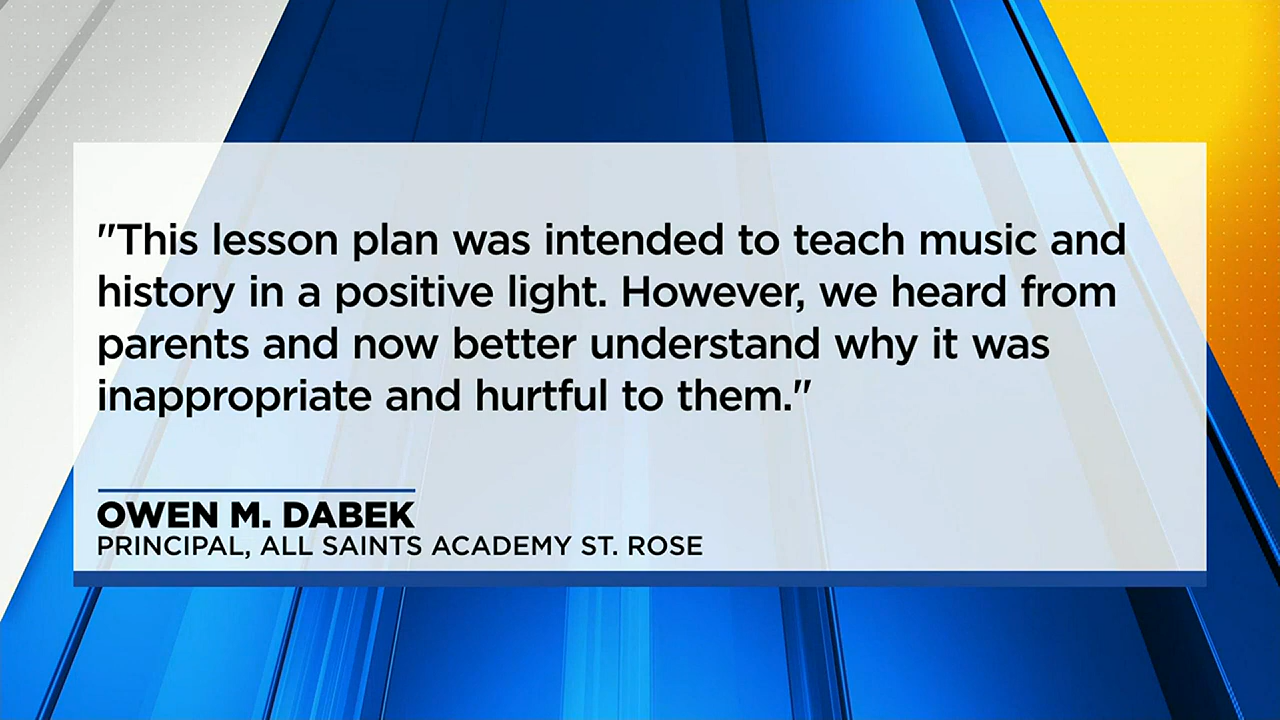 "This lesson plan was intended to teach music and
history in a positive light. However, we heard from
parents and now better understand why it was
inappropriate and hurtful to them."
OWEN M. DABEK
PRINCIPAL, ALL SAINTS ACADEMY ST. ROSE